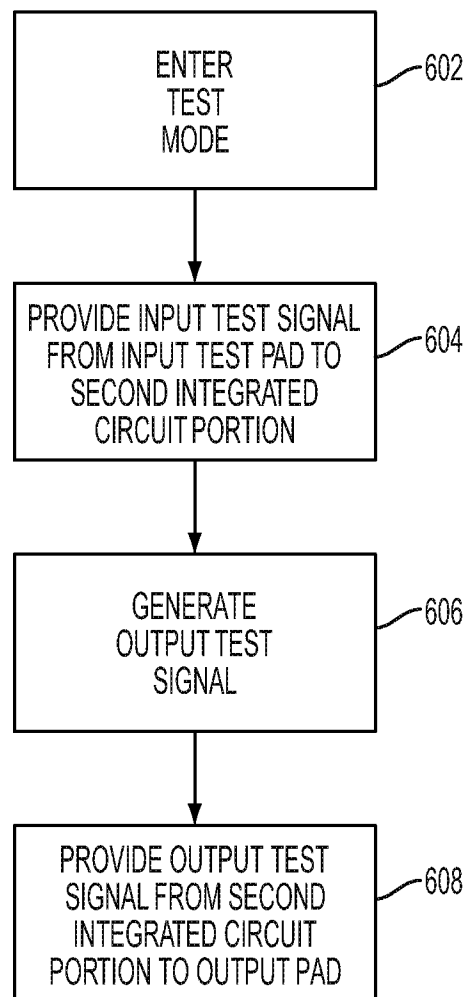 ENTER
TEST
MODE
602
PROVIDE INPUT TEST SIGNAL
FROM INPUT TEST PAD TO
SECOND INTEGRATED
CIRCUIT PORTION
604
GENERATE
OUTPUT TEST
SIGNAL
606
PROVIDE OUTPUT TEST
SIGNAL FROM SECOND
INTEGRATED CIRCUIT
PORTION TO OUTPUT PAD
608